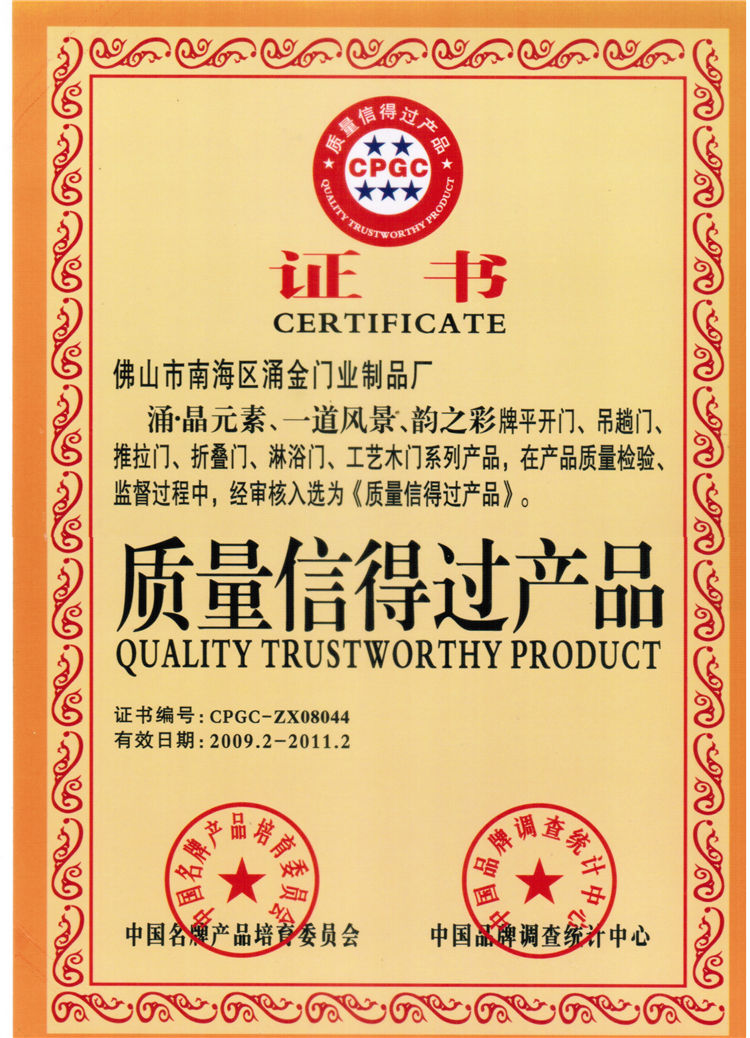 质量信得过产品
CPGC
QUALITY TRUSTWORTHY PRODUCT
证 书
CERTIFICATE
佛山市南海区涌金门业制品厂
涌·晶元素、一道风景、韵之彩牌平开门、吊趟门、
推拉门、折叠门、淋浴门、工艺木门系列产品，在产品质量检验、
监督过程中，经审核入选为《质量信得过产品》。
质量信得过产品
QUALITY TRUSTWORTHY PRODUCT
证书编号：CPGC-ZX08044
有效日期：2009.2-2011.2
中国名牌产品培育委员会
中国品牌调查统计中心
中国名牌产品培育委员会
中国品牌调查统计中心